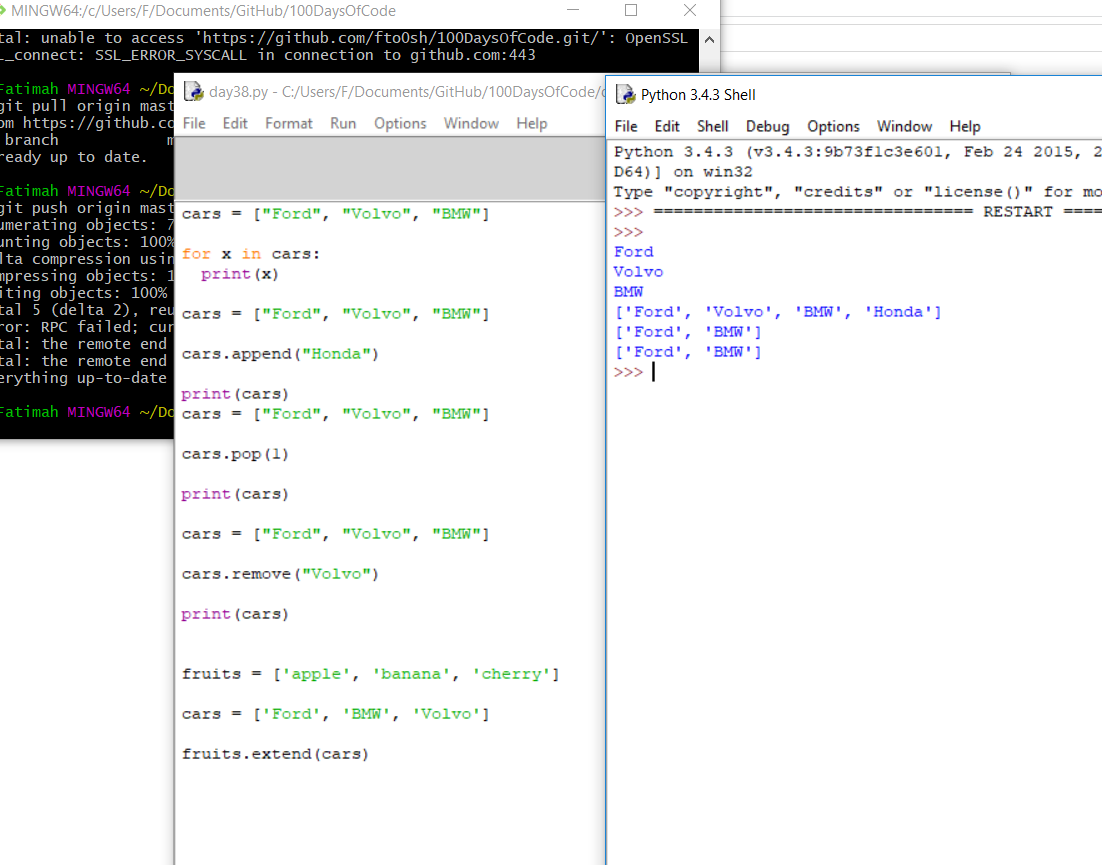 MINGW64:/c/Users/F/Documents/GitHub/100DaysOfCode
tal: unable to access 'https://github.com/fto0sh/100DaysOfCode.git/': OpenSSL
L_connect: SSL_ERROR_SYSCALL in connection to github.com:443
Fatimah MINGW64 ~/Do
git pull origin mast
om https://github.co
branch m
ready up to date.
Fatimah MINGW64 ~/Do
git push origin mast
umerating objects: 7
unting objects: 100%
lta compression usin
mpressing objects: 1
iting objects: 100%
tal 5 (delta 2), reu
ror: RPC failed; cur
tal: the remote end
tal: the remote end
erything up-to-date
Fatimah MINGW64 ~/Do
day38.py - C:/Users/F/Documents/GitHub/100DaysOfCode/d
File Edit Format Run Options Window Help
cars = ["Ford", "Volvo", "BMW"]
for x in cars:
  print(x)
cars = ["Ford", "Volvo", "BMW"]
cars.append("Honda")
print(cars)
cars = ["Ford", "Volvo", "BMW"]
cars.pop(1)
print(cars)
cars = ["Ford", "Volvo", "BMW"]
cars.remove("Volvo")
print(cars)
fruits = ['apple', 'banana', 'cherry']
cars = ['Ford', 'BMW', 'Volvo']
fruits.extend(cars)
Python 3.4.3 Shell
File Edit Shell Debug Options Window Help
Python 3.4.3 (v3.4.3:9b73f1c3e601, Feb 24 2015, 2
D64)] on win32
Type "copyright", "credits" or "license()" for mo
>>> ================================ RESTART ====
>>>
Ford
Volvo
BMW
['Ford', 'Volvo', 'BMW', 'Honda']
['Ford', 'BMW']
['Ford', 'BMW']
>>>